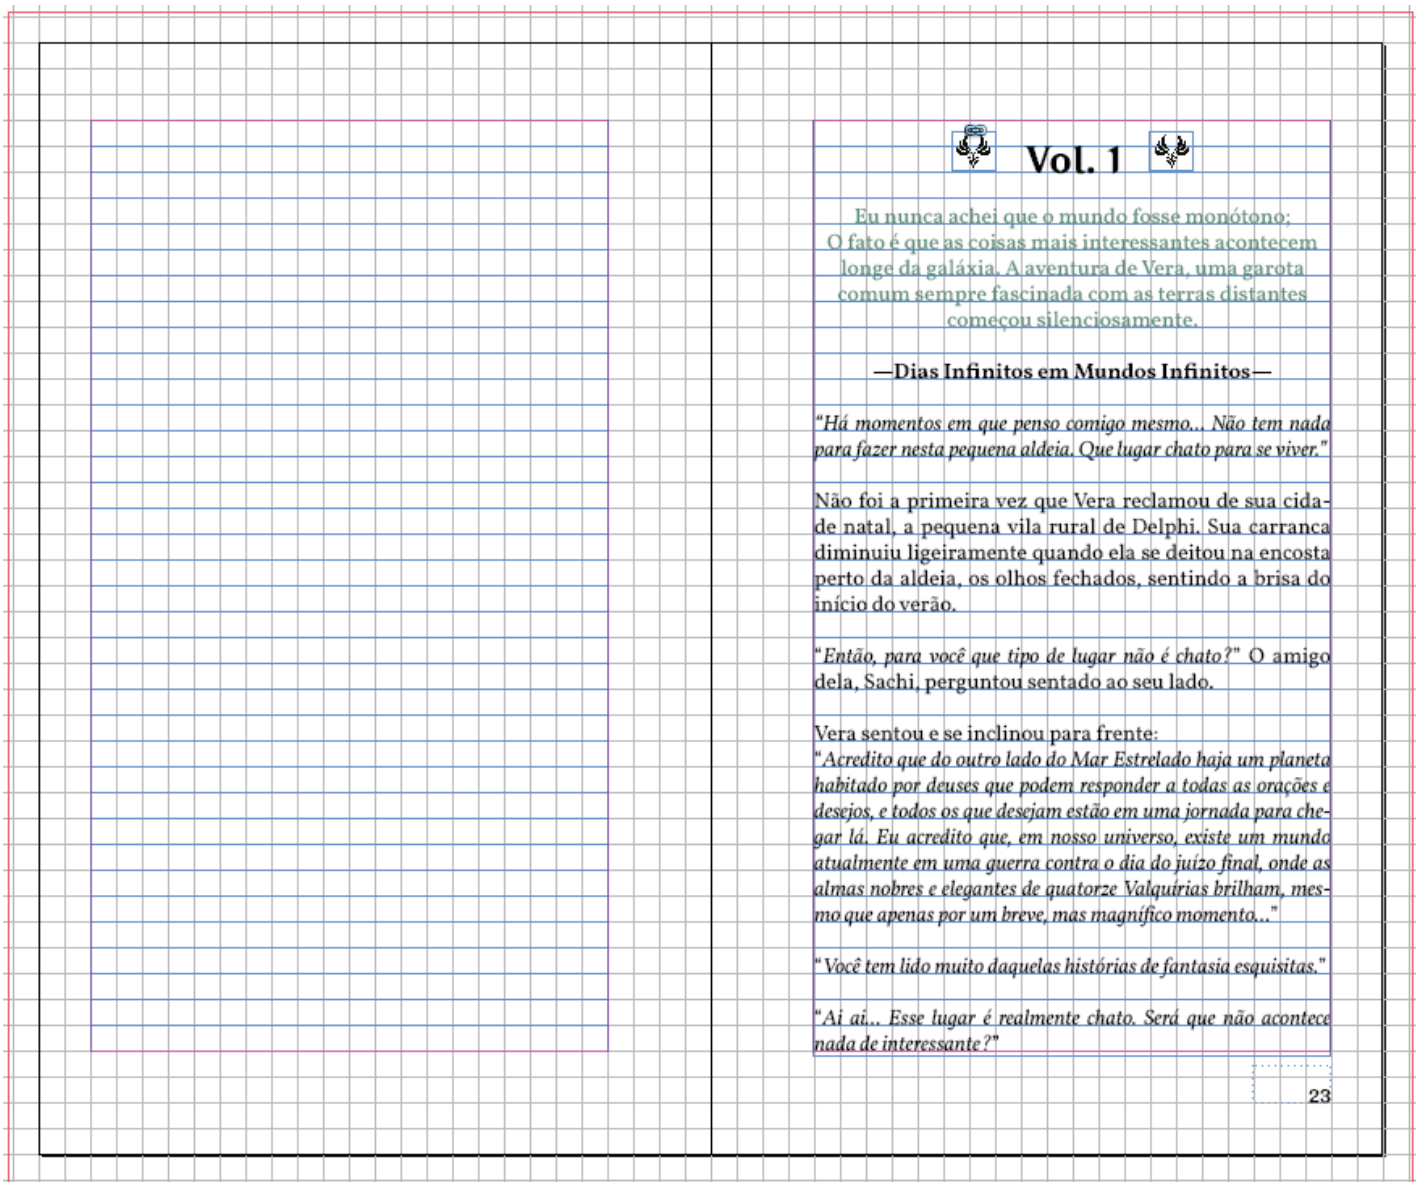 Vol. 1
Eu nunca achei que o mundo fosse monótono;
O fato é que as coisas mais interessantes acontecem
longe da galáxia. A aventura de Vera, uma garota
comum sempre fascinada com as terras distantes
começou silenciosamente.
—Dias Infinitos em Mundos Infinitos—
“Há momentos em que penso comigo mesmo... Não tem nada
para fazer nesta pequena aldeia. Que lugar chato para se viver.”
Não foi a primeira vez que Vera reclamou de sua cida-
de natal, a pequena vila rural de Delphi. Sua carranca
diminuiu ligeiramente quando ela se deitou na encosta
perto da aldeia, os olhos fechados, sentindo a brisa do
início do verão.
“Então, para você que tipo de lugar não é chato?” O amigo
dela, Sachi, perguntou sentado ao seu lado.
Vera sentou e se inclinou para frente:
“Acredito que do outro lado do Mar Estrelado haja um planeta
habitado por deuses que podem responder a todas as orações e
desejos, e todos os que desejam estão em uma jornada para che-
gar lá. Eu acredito que, em nosso universo, existe um mundo
atualmente em uma guerra contra o dia do juízo final, onde as
almas nobres e elegantes de quatorze Valquírias brilham, mes-
mo que apenas por um breve, mas magnífico momento...”
“Você tem lido muito daquelas histórias de fantasia esquisitas.”
“Ai ai... Esse lugar é realmente chato. Será que não acontece
nada de interessante?”
23